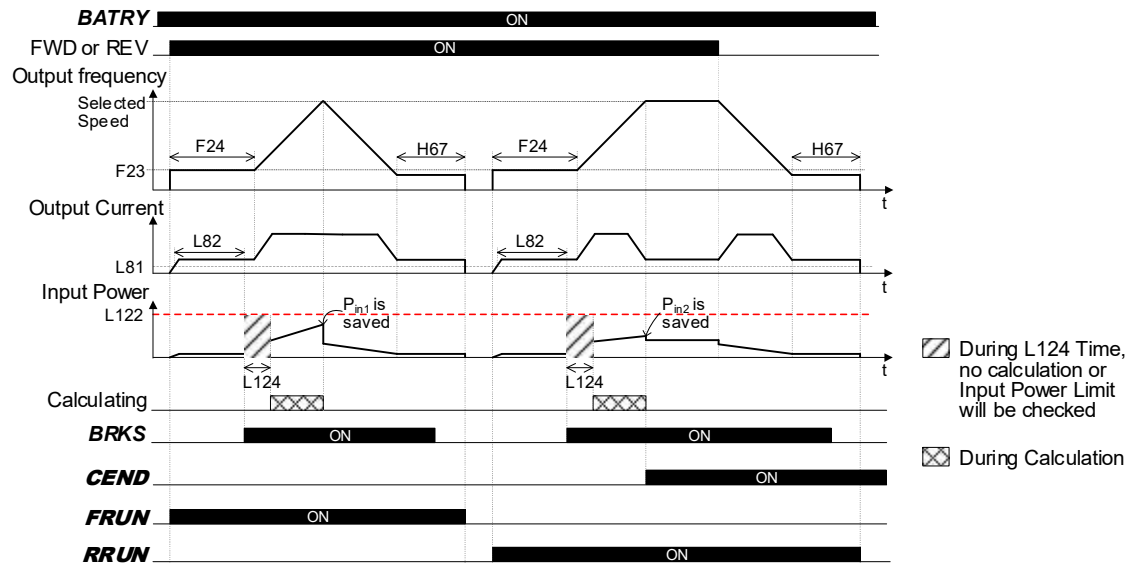 BATRY
ON
FWD or REV
ON
Output frequency
Selected
Speed
F24
H67
F24
H67
F23
t
Output Current
L82
L82
L81
t
Input Power
L122
Pin1 is
saved
Pin2 is
saved
t
L124
L124
Calculating
BRKS
ON
ON
CEND
ON
FRUN
ON
RRUN
ON
During L124 Time,
no calculation or
Input Power Limit
will be checked
During Calculation